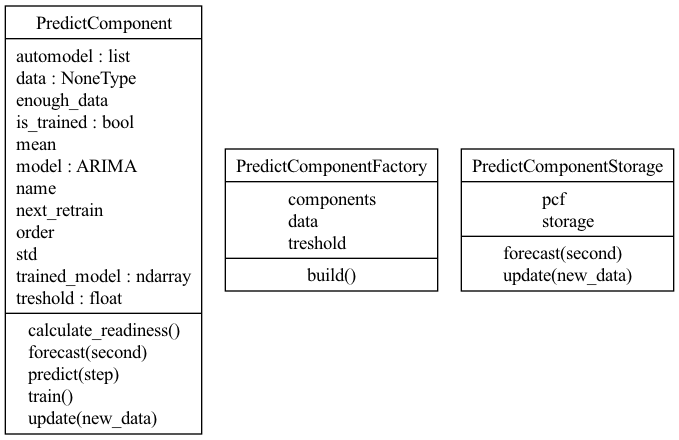 PredictComponent
automodel : list
data : NoneType
enough_data
is_trained : bool
mean
model : ARIMA
name
next_retrain
order
std
trained_model : ndarray
treshold : float
calculate_readiness()
forecast(second)
predict(step)
train()
update(new_data)
PredictComponentFactory
components
data
treshold
build()
PredictComponentStorage
pcf
storage
forecast(second)
update(new_data)